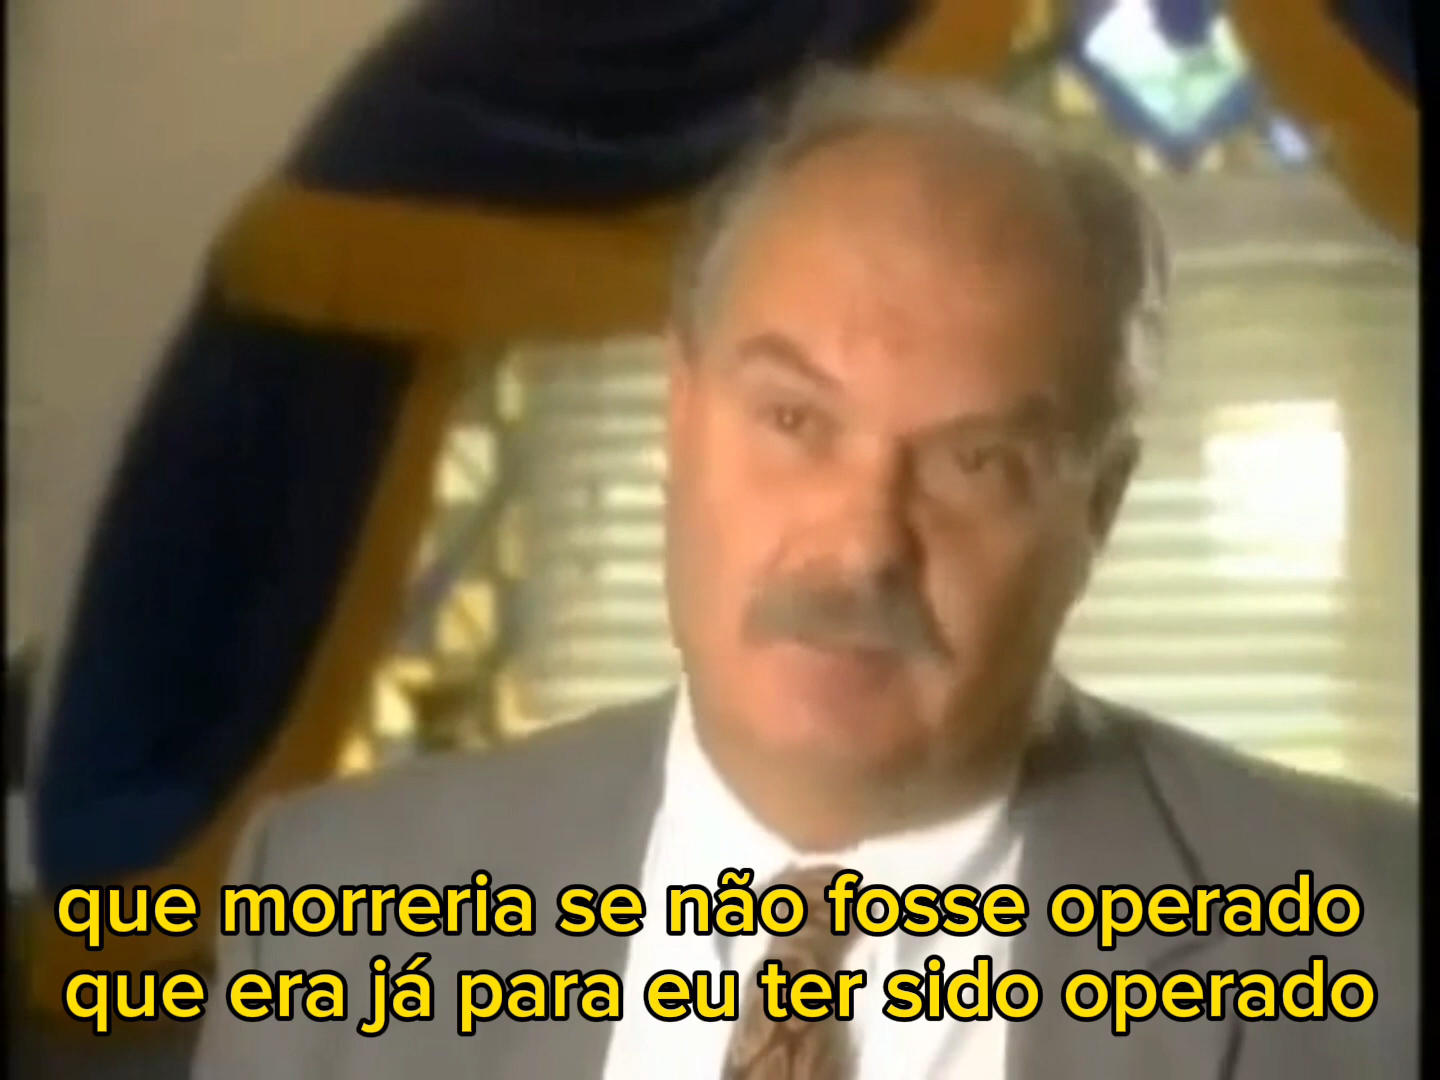 que morreria se não fosse operado
que era já para eu ter sido operado